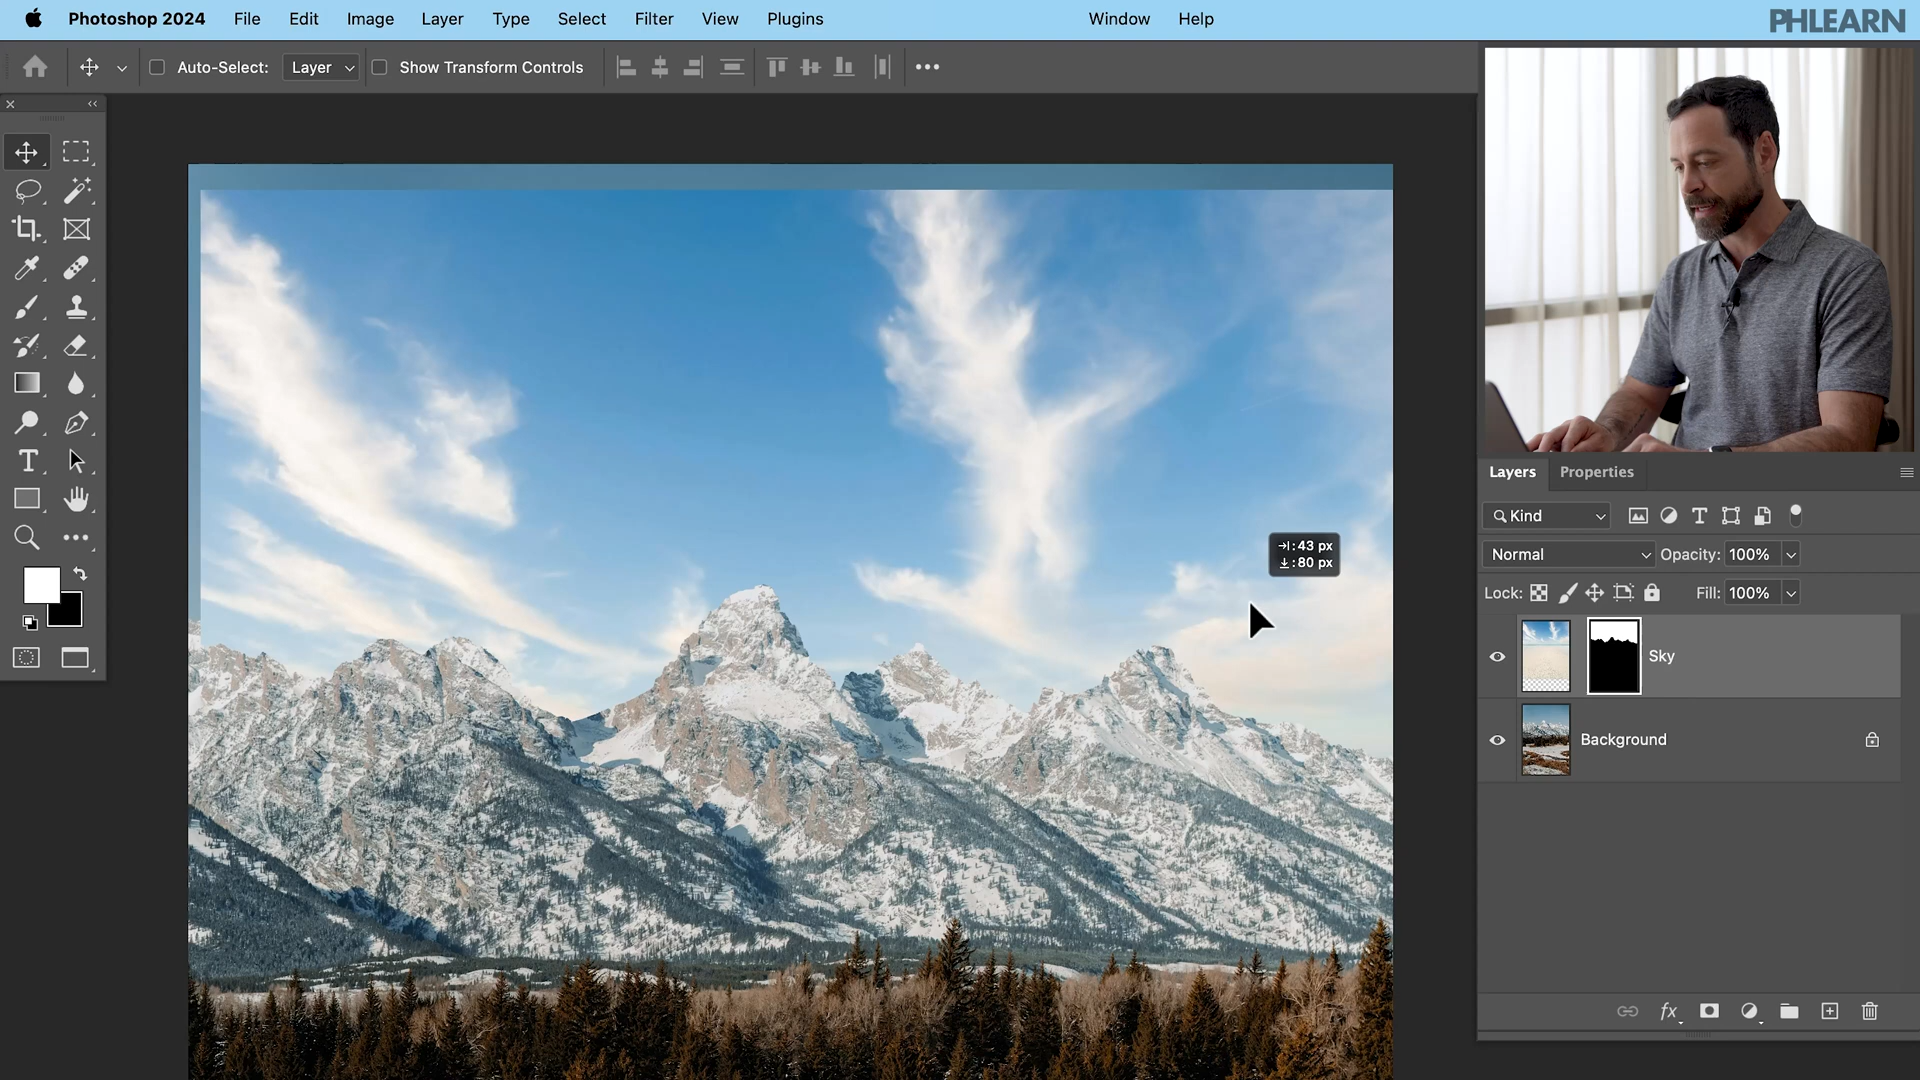 Photoshop 2024 File Edit Image Layer Type Select Filter View Plugins Window Help
PHLEARN
Auto-Select: Layer Show Transform Controls
Layers Properties
Kind
: 43 px
: 80 px
Normal Opacity: 100%
Lock: Fill: 100%
Sky
Background
fx